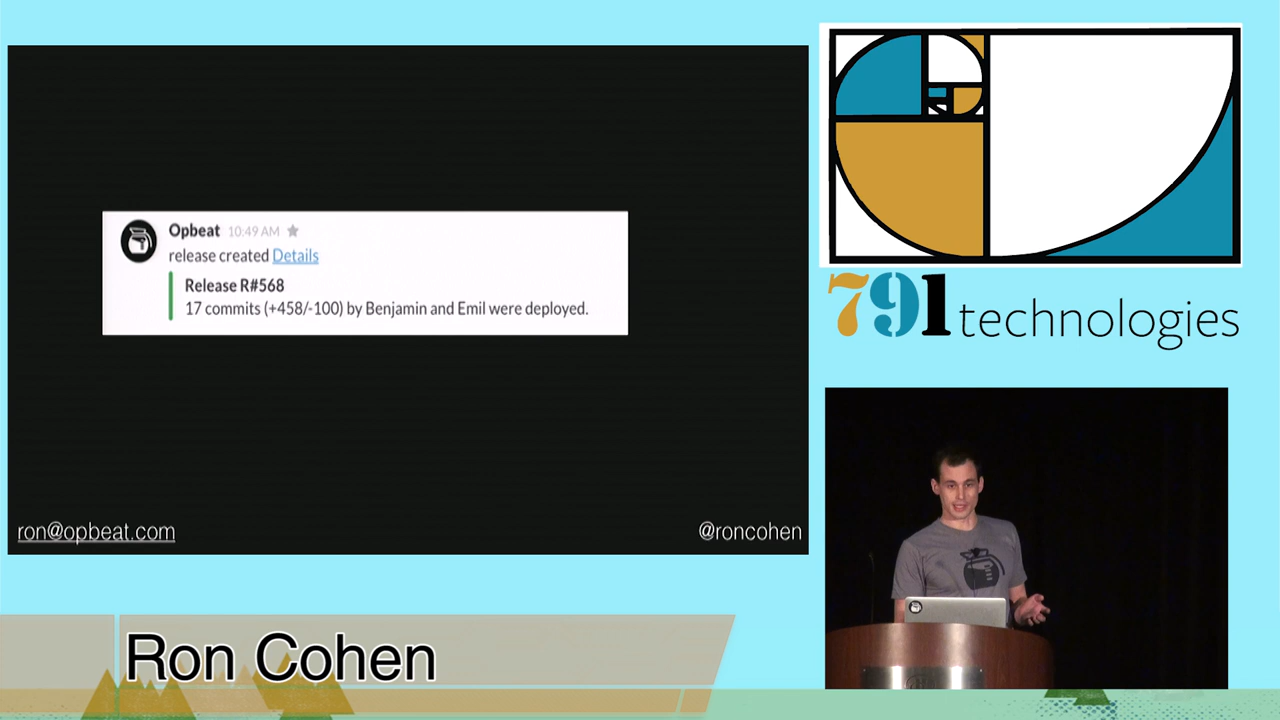 Opbeat 10:49 AM
release created Details
Release R#568
17 commits (+458/-100) by Benjamin and Emil were deployed.
ron@opbeat.com
@roncohen
791 technologies
Ron Cohen